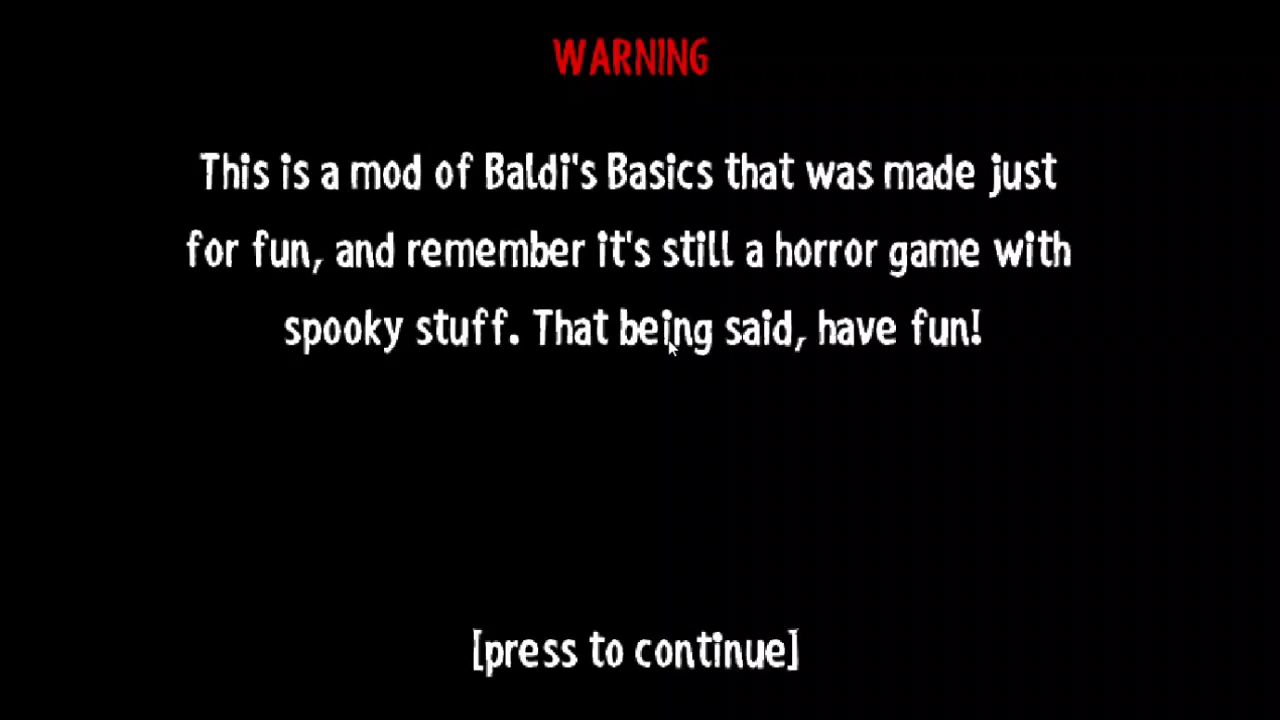 WARNING
This is a mod of Baldi's Basics that was made just
for fun, and remember it's still a horror game with
spooky stuff. That being said, have fun!
[press to continue]